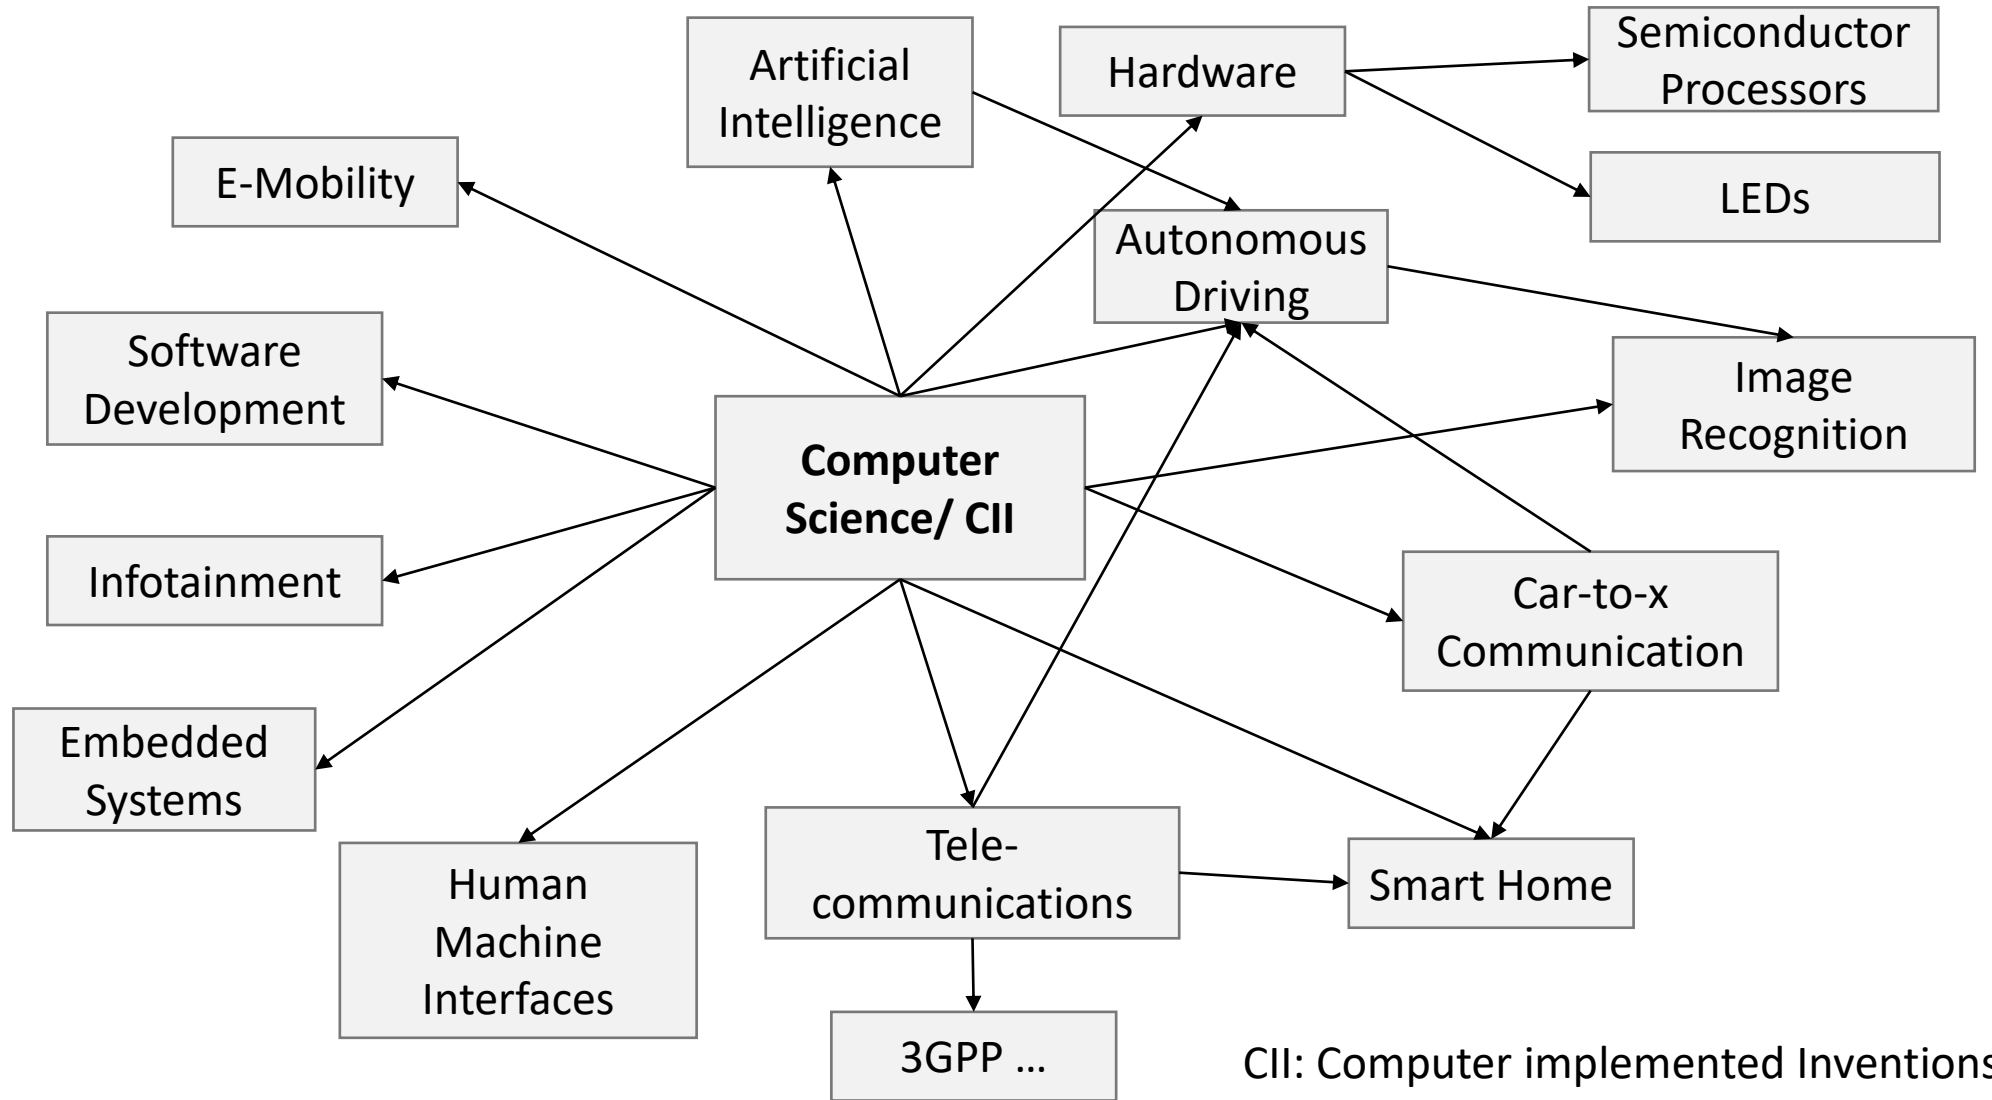 Artificial
Intelligence
Hardware
Semiconductor
Processors
E-Mobility
LEDs
Autonomous
Driving
Software
Development
Image
Recognition
Computer
Science/ CII
Infotainment
Car-to-x
Communication
Embedded
Systems
Human
Machine
Interfaces
Tele-
communications
Smart Home
3GPP ...
CII: Computer implemented Inventions